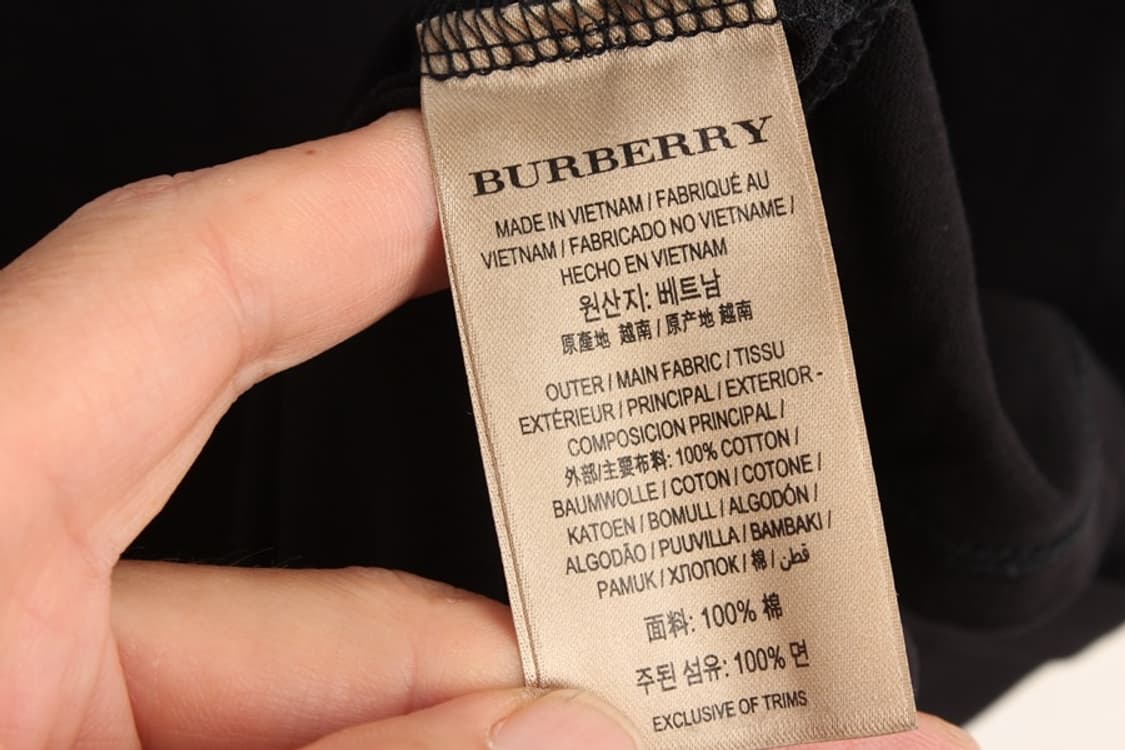 BURBERRY
MADE IN VIETNAM / FABRIQUÉ AU
VIETNAM / FABRICADO NO VIETNAME /
HECHO EN VIETNAM
원산지: 베트남
原產地 越南 / 原产地 越南
OUTER / MAIN FABRIC / TISSU
EXTÉRIEUR / PRINCIPAL / EXTERIOR -
COMPOSICION PRINCIPAL /
外部/主要布料: 100% COTTON /
BAUMWOLLE / COTON / COTONE /
KATOEN / BOMULL / ALGODÓN /
ALGODÃO / PUUVILLA / BAMBAKI /
PAMUK / ХЛОПОК / 棉 / قطن
面料: 100% 棉
주된 섬유: 100% 면
EXCLUSIVE OF TRIMS